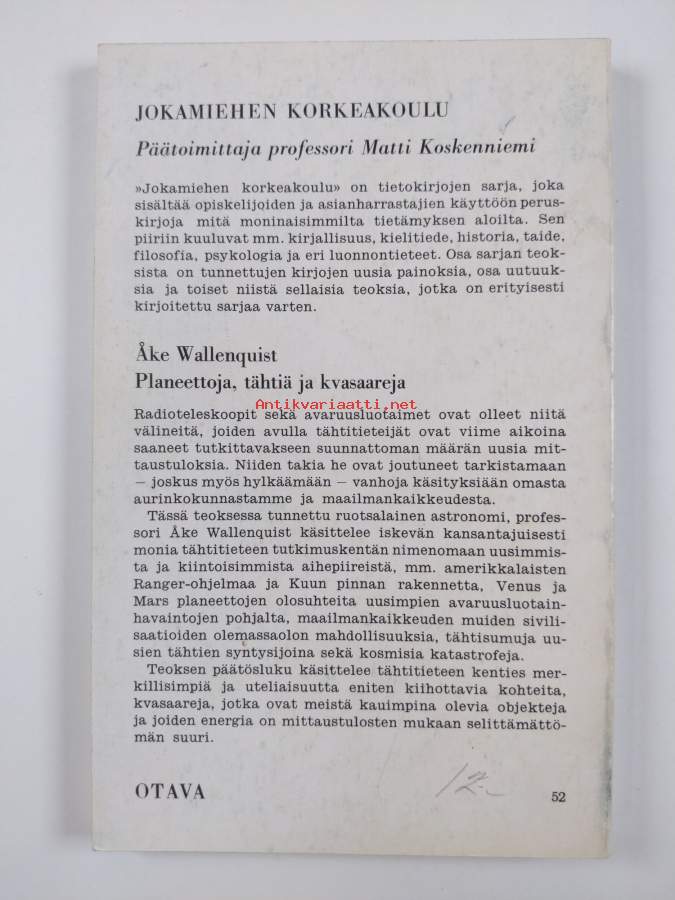 JOKAMIEHEN KORKEAKOULU
Päätoimittaja professori Matti Koskenniemi
»Jokamiehen korkeakoulu» on tietokirjojen sarja, joka
sisältää opiskelijoiden ja asianharrastajien käyttöön perus-
kirjoja mitä moninaisimmilta tietämyksen aloilta. Sen
piiriin kuuluvat mm. kirjallisuus, kielitiede, historia, taide,
filosofia, psykologia ja eri luonnontieteet. Osa sarjan teok-
sista on tunnettujen kirjojen uusia painoksia, osa uutuuk-
sia ja toiset niistä sellaisia teoksia, jotka on erityisesti
kirjoitettu sarjaa varten.
Åke Wallenquist
Planeettoja, tähtiä ja kvasaareja
Antikvariaatti.net
Radioteleskoopit sekä avaruusluotaimet ovat olleet niitä
välineitä, joiden avulla tähtitieteijät ovat viime aikoina
saaneet tutkittavakseen suunnattoman määrän uusia mit-
taustuloksia. Niiden takia he ovat joutuneet tarkistamaan
— joskus myös hylkäämään — vanhoja käsityksiään omasta
aurinkokunnastamme ja maailmankaikkeudesta.
Tässä teoksessa tunnettu ruotsalainen astronomi, profes-
sori Åke Wallenquist käsittelee iskevän kansantajuisesti
monia tähtitieteen tutkimuskentän nimenomaan uusimmis-
ta ja kiintoisimmista aihepiireistä, mm. amerikkalaisten
Ranger-ohjelmaa ja Kuun pinnan rakennetta, Venus ja
Mars planeettojen olosuhteita uusimpien avaruusluotain-
havaintojen pohjalta, maailmankaikkeuden muiden sivili-
saatioiden olemassaolon mahdollisuuksia, tähtisumuja uu-
sien tähtien syntysijoina sekä kosmisia katastrofeja.
Teoksen päätösluku käsittelee tähtitieteen kenties mer-
killisimpiä ja uteliaisuutta eniten kiihottavia kohteita,
kvasaareja, jotka ovat meistä kauimpina olevia objekteja
ja joiden energia on mittaustulosten mukaan selittämättö-
män suuri.
OTAVA
12.-
52